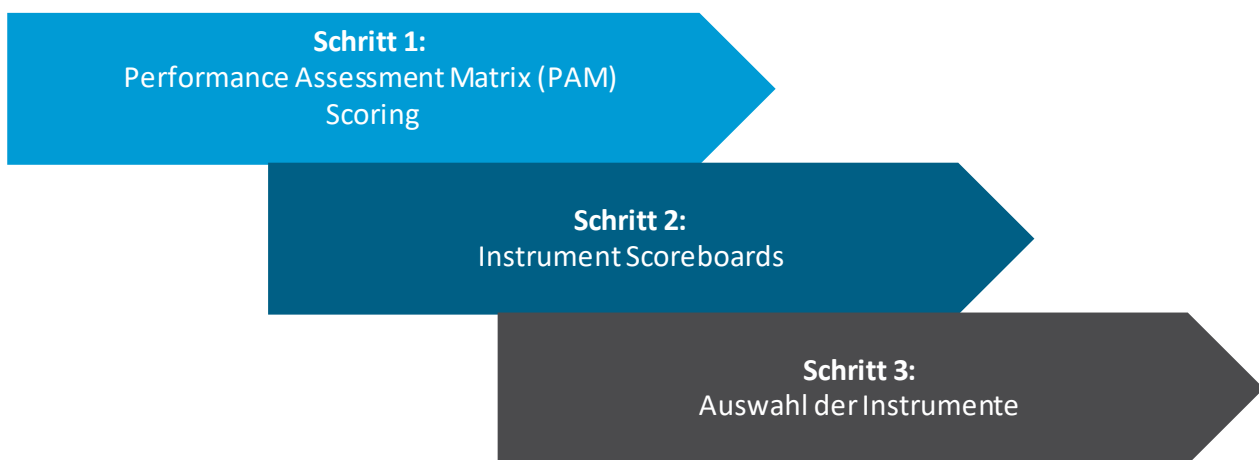 Schritt 1:
Performance Assessment Matrix (PAM)
Scoring
Schritt 2:
Instrument Scoreboards
Schritt 3:
Auswahl der Instrumente